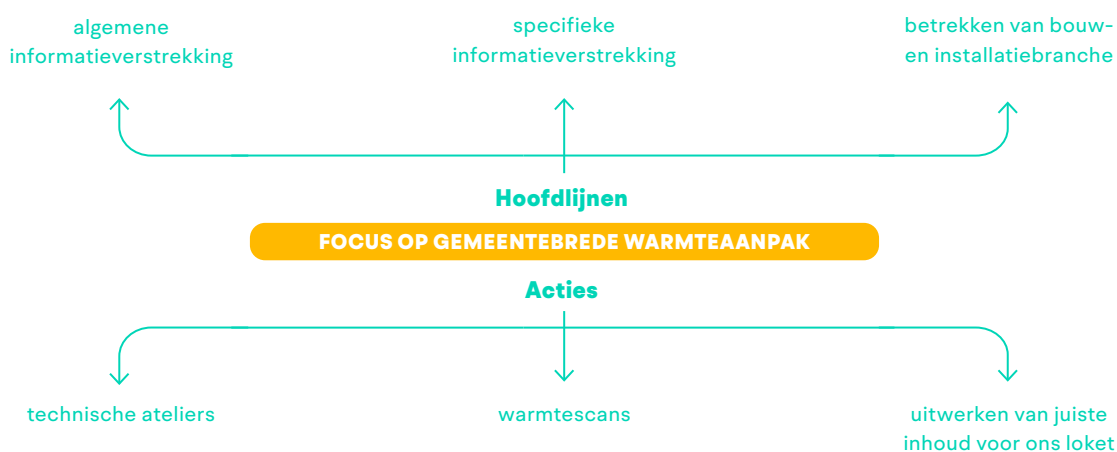 algemene
informatieverstrekking
specifieke
informatieverstrekking
betrekken van bouw-
en installatiebranche
Hoofdlijnen
FOCUS OP GEMEENTEBREDE WARMTEAANPAK
Acties
technische ateliers
warmtescans
uitwerken van juiste
inhoud voor ons loket